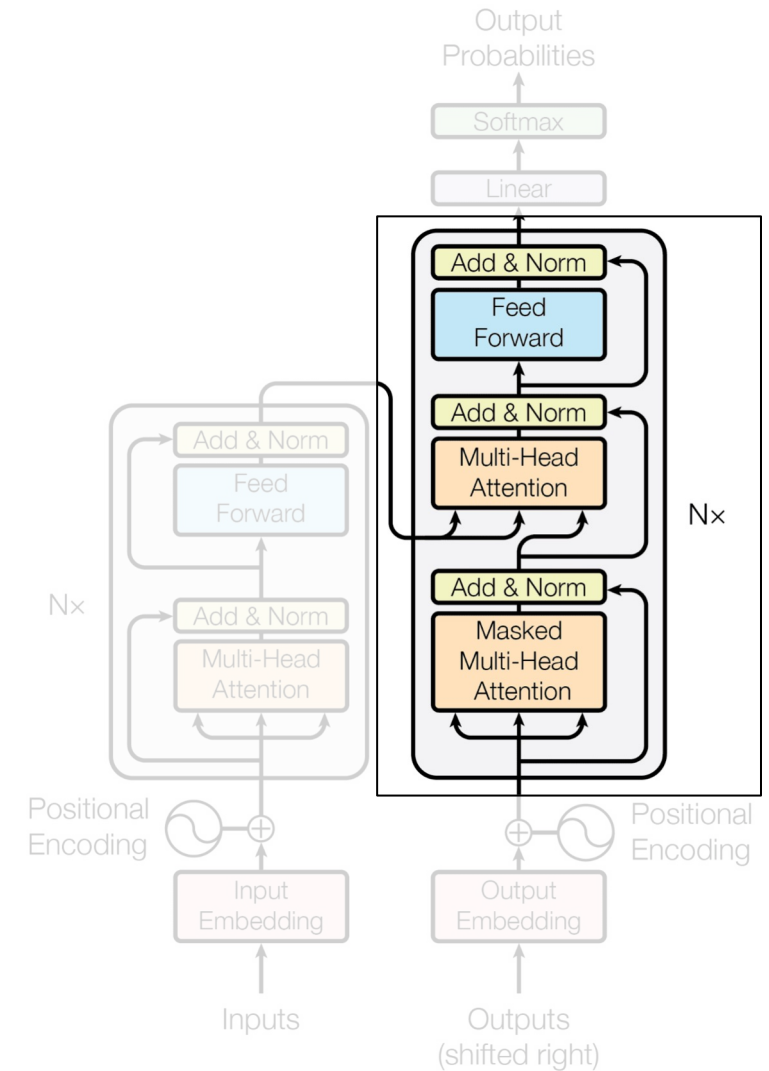 Output
Probabilities
Softmax
Linear
Add & Norm
Feed
Forward
Add & Norm
Multi-Head
Attention
Nx
Add & Norm
Masked
Multi-Head
Attention
Add & Norm
Feed
Forward
Nx
Add & Norm
Multi-Head
Attention
Positional
Encoding
Positional
Encoding
Input
Embedding
Output
Embedding
Inputs
Outputs
(shifted right)